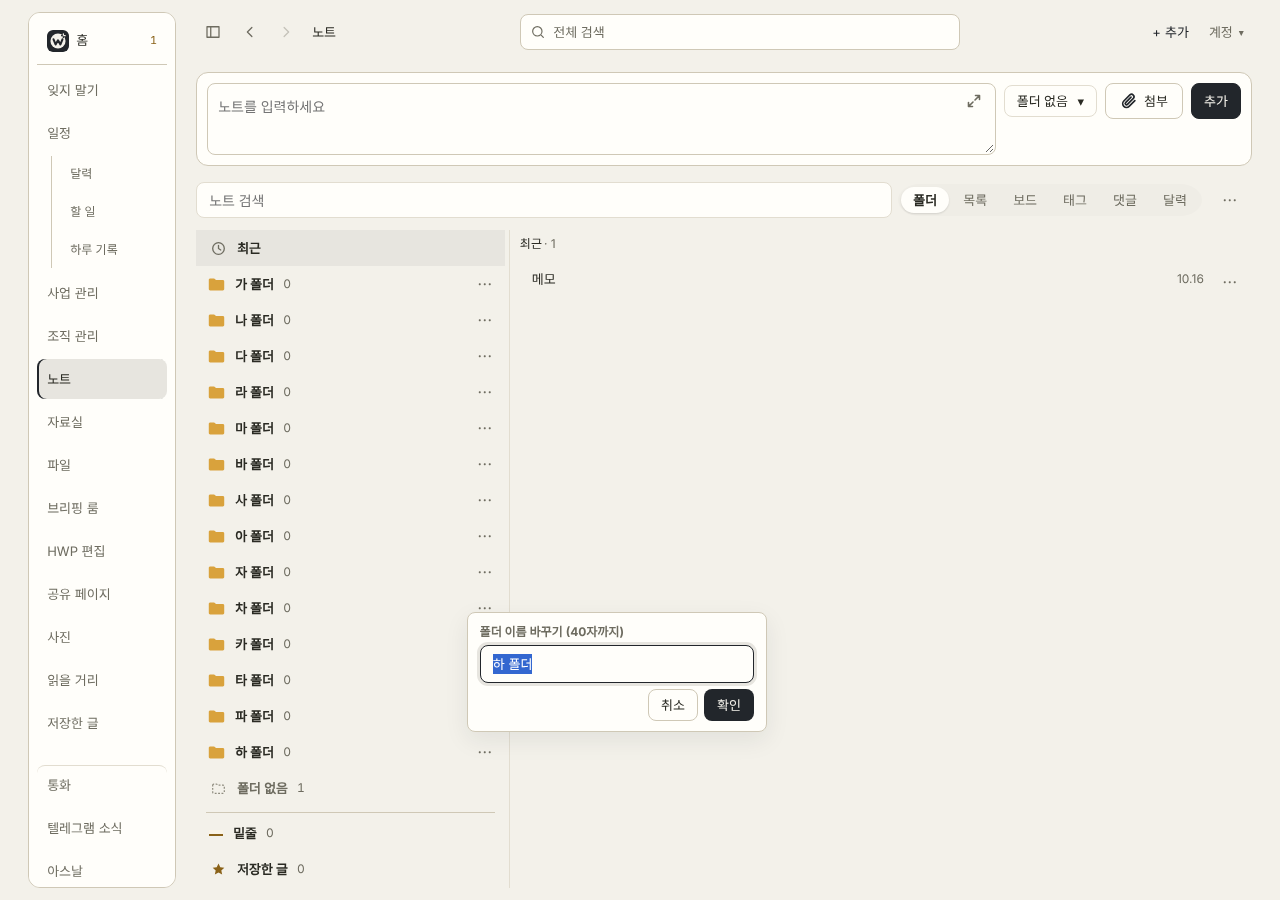 홈 1
잊지 말기
일정
달력
할 일
하루 기록
사업 관리
조직 관리
노트
자료실
파일
브리핑 룸
HWP 편집
공유 페이지
사진
읽을 거리
저장한 글
통화
텔레그램 소식
아스날
노트
전체 검색
+ 추가
계정 ▾
노트를 입력하세요
폴더 없음 ▾
첨부
추가
노트 검색
폴더 목록 보드 태그 댓글 달력 ...
최근
가 폴더 0 ...
나 폴더 0 ...
다 폴더 0 ...
라 폴더 0 ...
마 폴더 0 ...
바 폴더 0 ...
사 폴더 0 ...
아 폴더 0 ...
자 폴더 0 ...
차 폴더 0 ...
카 폴더 0
타 폴더 0
파 폴더 0
하 폴더 0 ...
폴더 없음 1
밑줄 0
저장한 글 0
최근 · 1
메모 10.16 ...
폴더 이름 바꾸기 (40자까지)
하 폴더
취소 확인